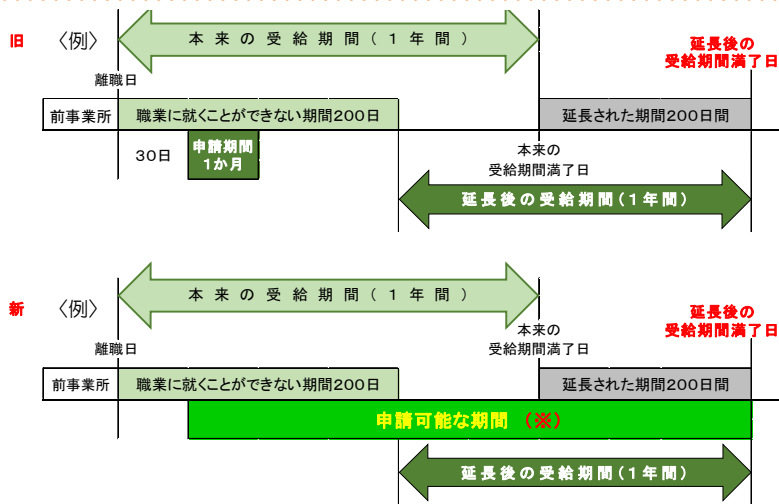 旧
〈例〉
本来の受給期間(1年間)
延長後の
受給期間満了日
離職日
前事業所
職業に就くことができない期間200日
延長された期間200日間
30日
申請期間
1か月
本来の
受給期間満了日
延長後の受給期間(1年間)
新
〈例〉
本来の受給期間(1年間)
延長後の
受給期間満了日
本来の
受給期間満了日
離職日
前事業所
職業に就くことができない期間200日
延長された期間200日間
申請可能な期間 (※)
延長後の受給期間(1年間)